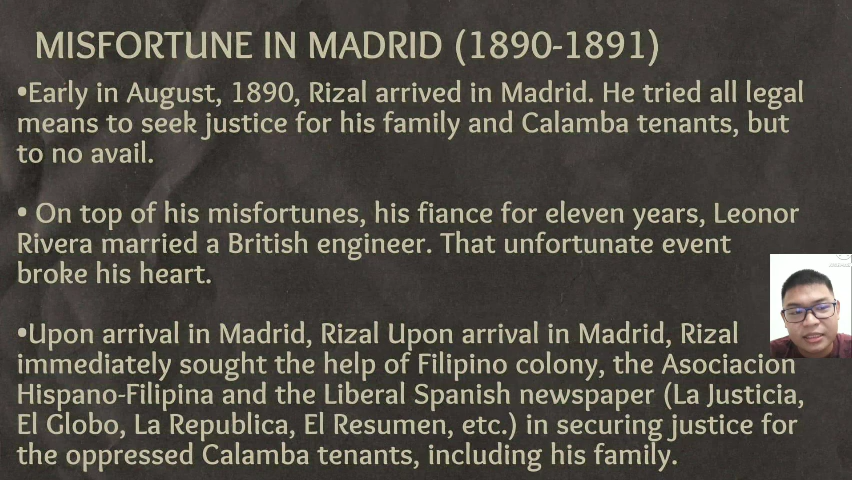 MISFORTUNE IN MADRID (1890-1891)
•Early in August, 1890, Rizal arrived in Madrid. He tried all legal
means to seek justice for his family and Calamba tenants, but
to no avail.
• On top of his misfortunes, his fiance for eleven years, Leonor
Rivera married a British engineer. That unfortunate event
broke his heart.
•Upon arrival in Madrid, Rizal Upon arrival in Madrid, Rizal
immediately sought the help of Filipino colony, the Asociacion
Hispano-Filipina and the Liberal Spanish newspaper (La Justicia,
El Globo, La Republica, El Resumen, etc.) in securing justice for
the oppressed Calamba tenants, including his family.